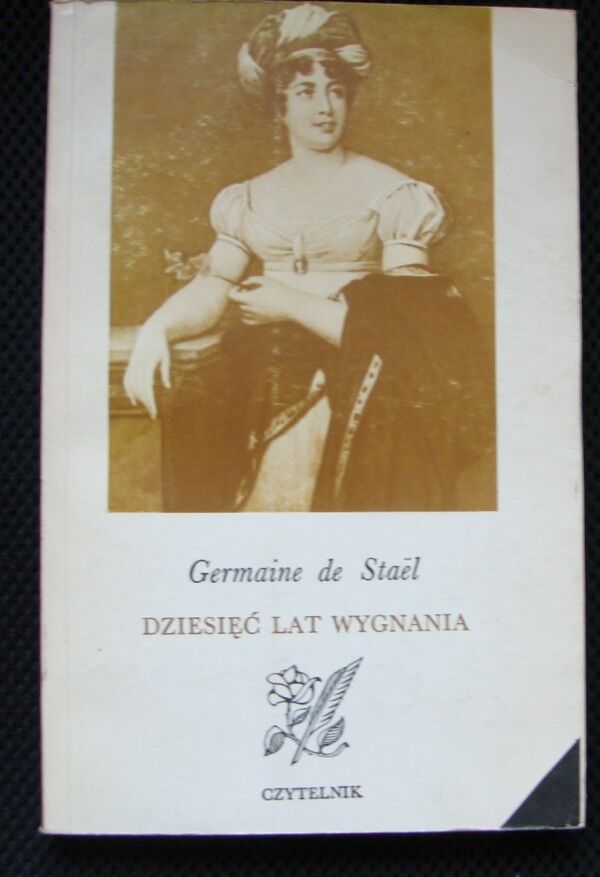 Germaine de Staël
DZIESIĘĆ LAT WYGNANIA
CZYTELNIK